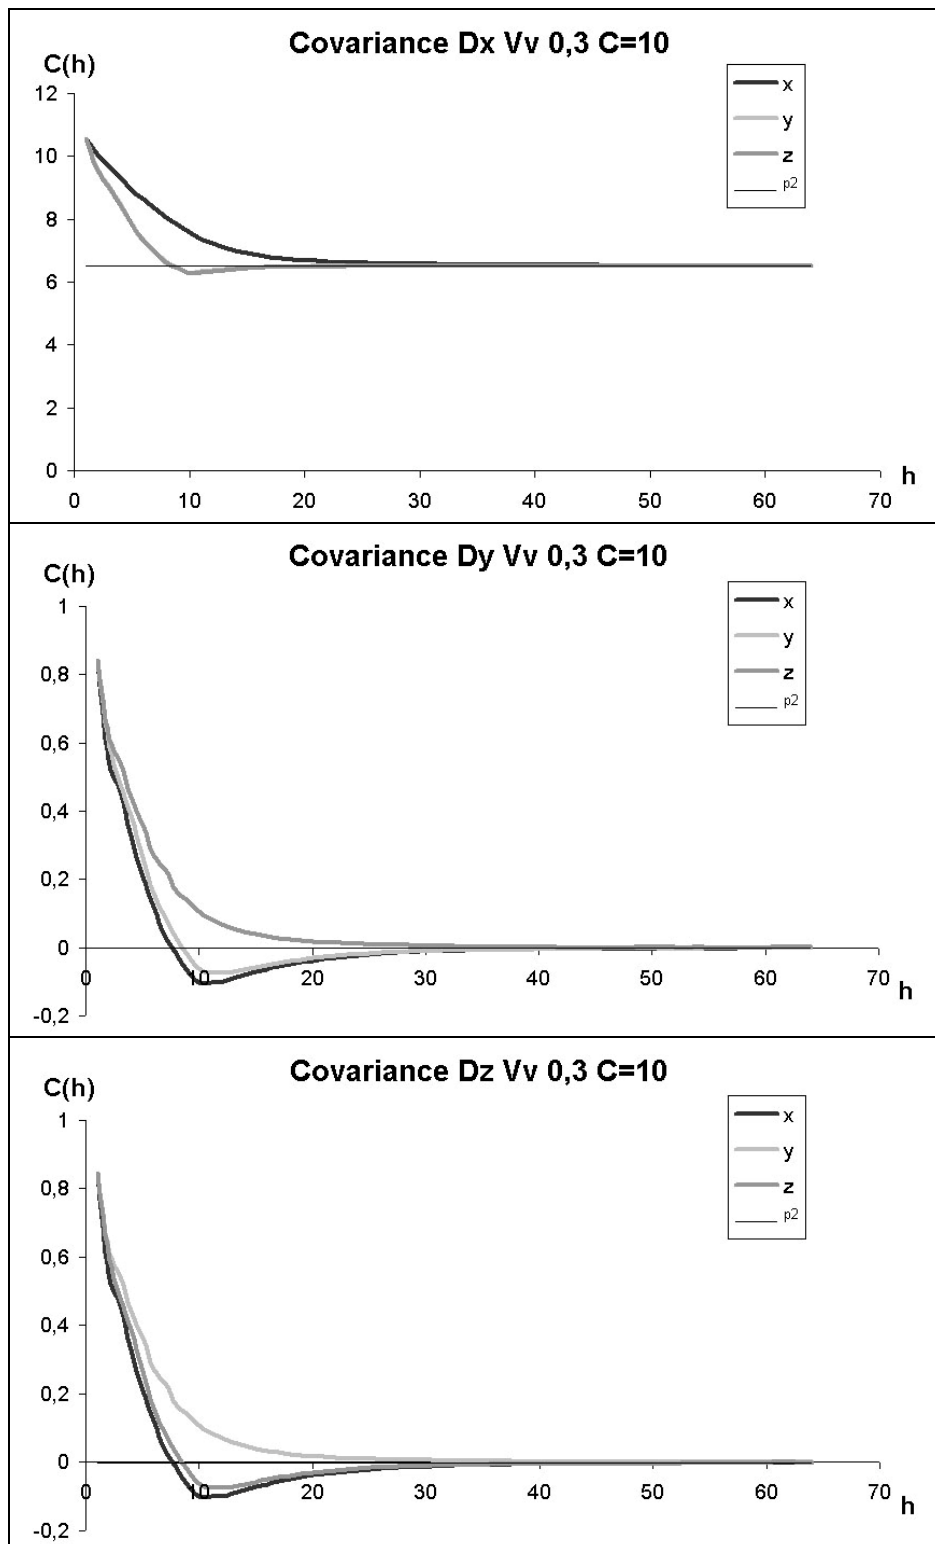 Covariance Dx Vv 0,3 C=10
C(h)
x
y
z
p2
12
10
8
6
4
2
0
0 10 20 30 40 50 60 70
h
Covariance Dy Vv 0,3 C=10
C(h)
x
y
z
p2
1
0,8
0,6
0,4
0,2
0
-0,2
0 10 20 30 40 50 60 70
h
Covariance Dz Vv 0,3 C=10
C(h)
x
y
z
p2
1
0,8
0,6
0,4
0,2
0
-0,2
0 10 20 30 40 50 60 70
h